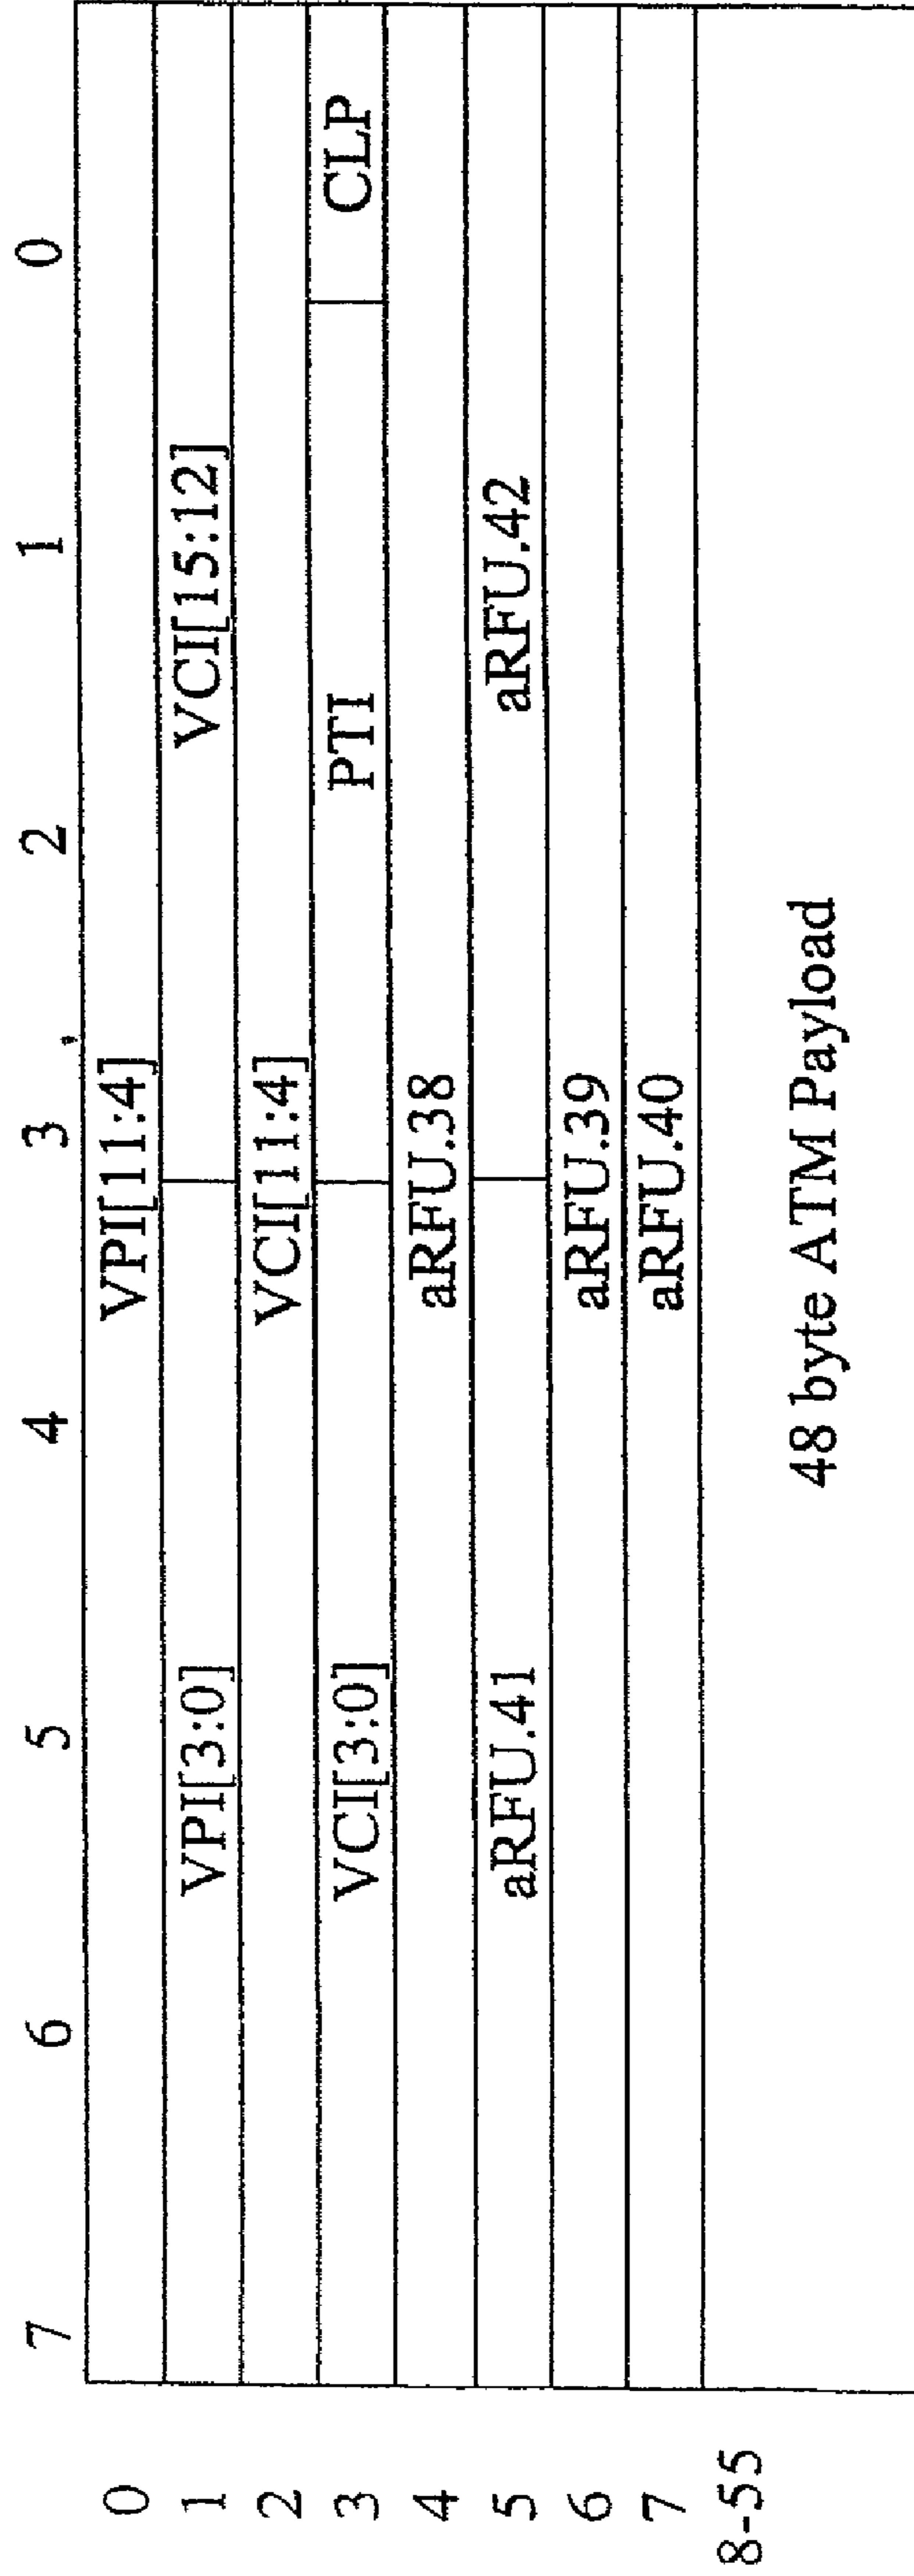 7 6 5 4 3 2 1 0
0 VPI[11:4]
1 VPI[3:0] VCI[15:12]
2 VCI[11:4]
3 VCI[3:0] PTI CLP
4 aRFU.38
5 aRFU.41 aRFU.42
6 aRFU.39
7 aRFU.40
8-55 48 byte ATM Payload